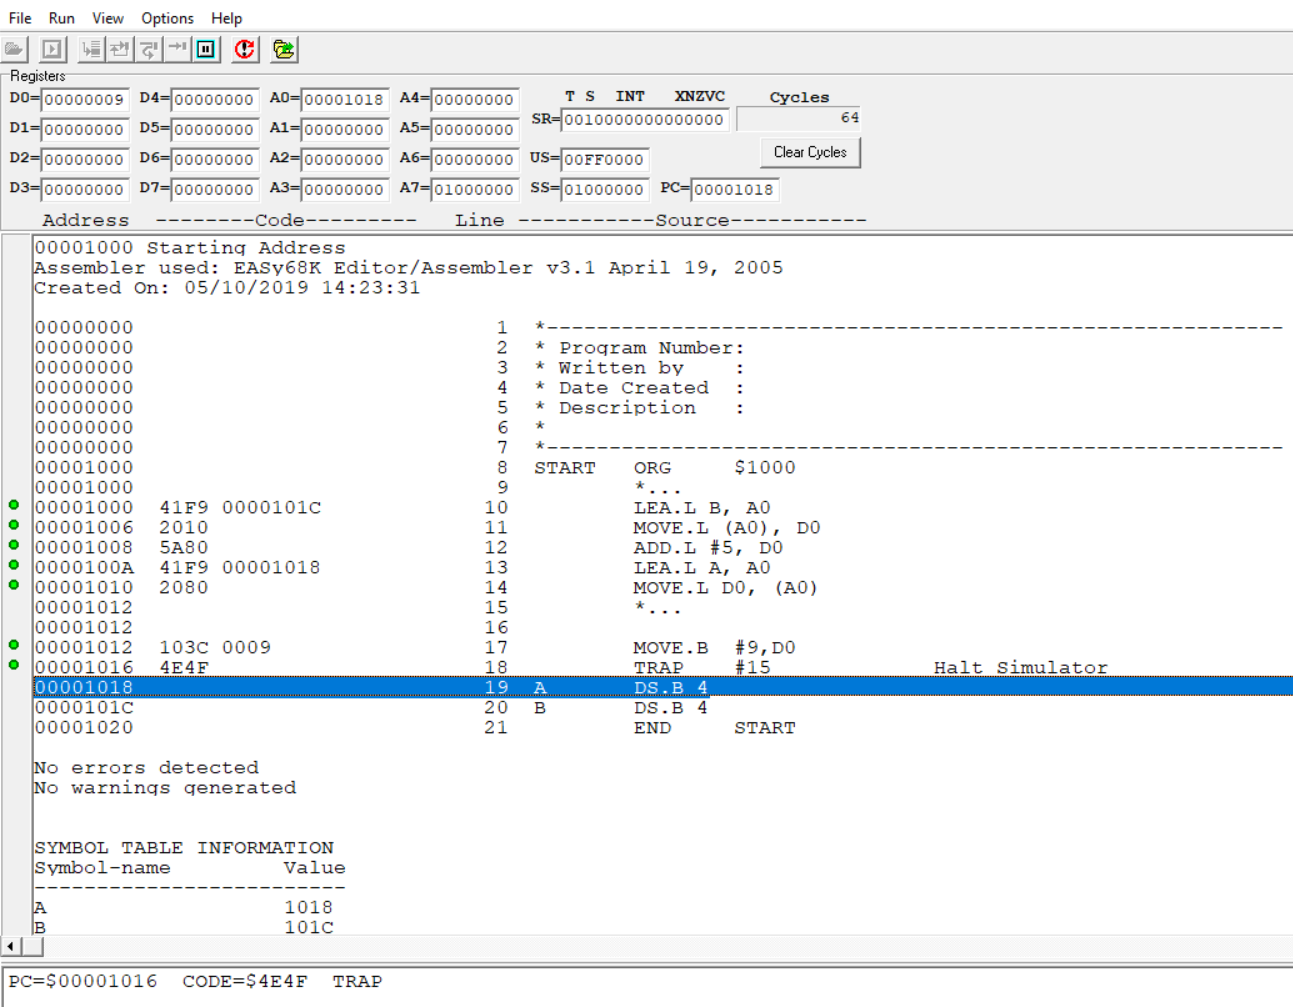 File Run View Options Help
Registers
D0= 00000009 D4= 00000000 A0= 00001018 A4= 00000000 T S INT XNZVC Cycles
SR= 0010000000000000 64
D1= 00000000 D5= 00000000 A1= 00000000 A5= 00000000
D2= 00000000 D6= 00000000 A2= 00000000 A6= 00000000 US= 00FF0000 Clear Cycles
D3= 00000000 D7= 00000000 A3= 00000000 A7= 01000000 SS= 01000000 PC= 00001018
Address --------Code--------- Line -----------Source-----------
00001000 Starting Address
Assembler used: EASy68K Editor/Assembler v3.1 April 19, 2005
Created On: 05/10/2019 14:23:31
00000000 1 *-----------------------------------------------------------
00000000 2 * Program Number:
00000000 3 * Written by :
00000000 4 * Date Created :
00000000 5 * Description :
00000000 6 *
00000000 7 *-----------------------------------------------------------
00001000 8 START ORG $1000
00001000 9 *...
00001000 41F9 0000101C 10 LEA.L B, A0
00001006 2010 11 MOVE.L (A0), D0
00001008 5A80 12 ADD.L #5, D0
0000100A 41F9 00001018 13 LEA.L A, A0
00001010 2080 14 MOVE.L D0, (A0)
00001012 15 *...
00001012 16
00001012 103C 0009 17 MOVE.B #9,D0
00001016 4E4F 18 TRAP #15 Halt Simulator
00001018 19 A DS.B 4
0000101C 20 B DS.B 4
00001020 21 END START
No errors detected
No warnings generated
SYMBOL TABLE INFORMATION
Symbol-name Value
-------------------------
A 1018
B 101C
PC=$00001016 CODE=$4E4F TRAP